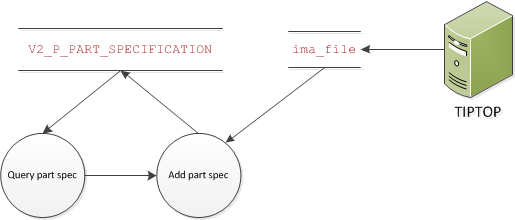 V2_P_PART_SPECIFICATION
ima_file
TIPTOP
Query part spec
Add part spec